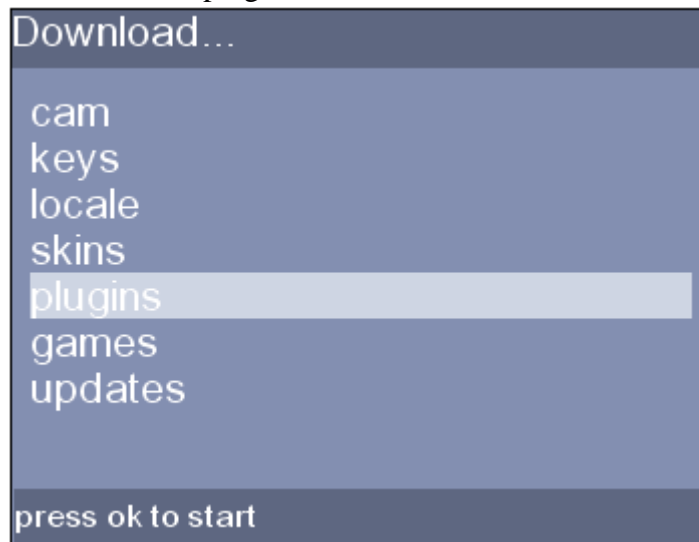 Download...
cam
keys
locale
skins
plugins
games
updates
press ok to start